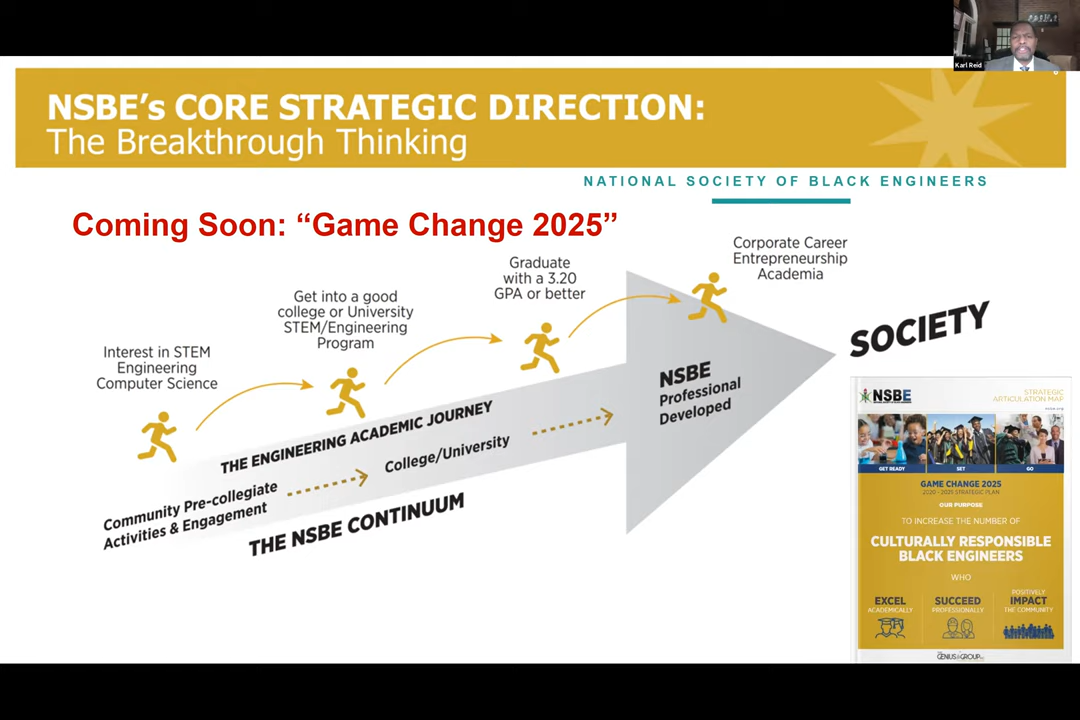 Karl Reid
NSBE's CORE STRATEGIC DIRECTION:
The Breakthrough Thinking
NATIONAL SOCIETY OF BLACK ENGINEERS
Coming Soon: “Game Change 2025”
Interest in STEM
Engineering
Computer Science
Get into a good
college or University
STEM/Engineering
Program
Graduate
with a 3.20
GPA or better
Corporate Career
Entrepreneurship
Academia
THE ENGINEERING ACADEMIC JOURNEY
Community Pre-collegiate
Activities & Engagement
College/University
THE NSBE CONTINUUM
NSBE
Professional
Developed
SOCIETY
NSBE
STRATEGIC
ARTICULATION MAP
nsbe.org
GET READY
SET
GO
GAME CHANGE 2025
2020 - 2025 STRATEGIC PLAN
OUR PURPOSE
TO INCREASE THE NUMBER OF
CULTURALLY RESPONSIBLE
BLACK ENGINEERS
WHO
EXCEL
ACADEMICALLY
SUCCEED
PROFESSIONALLY
POSITIVELY
IMPACT
THE COMMUNITY
GENIUS GROUP